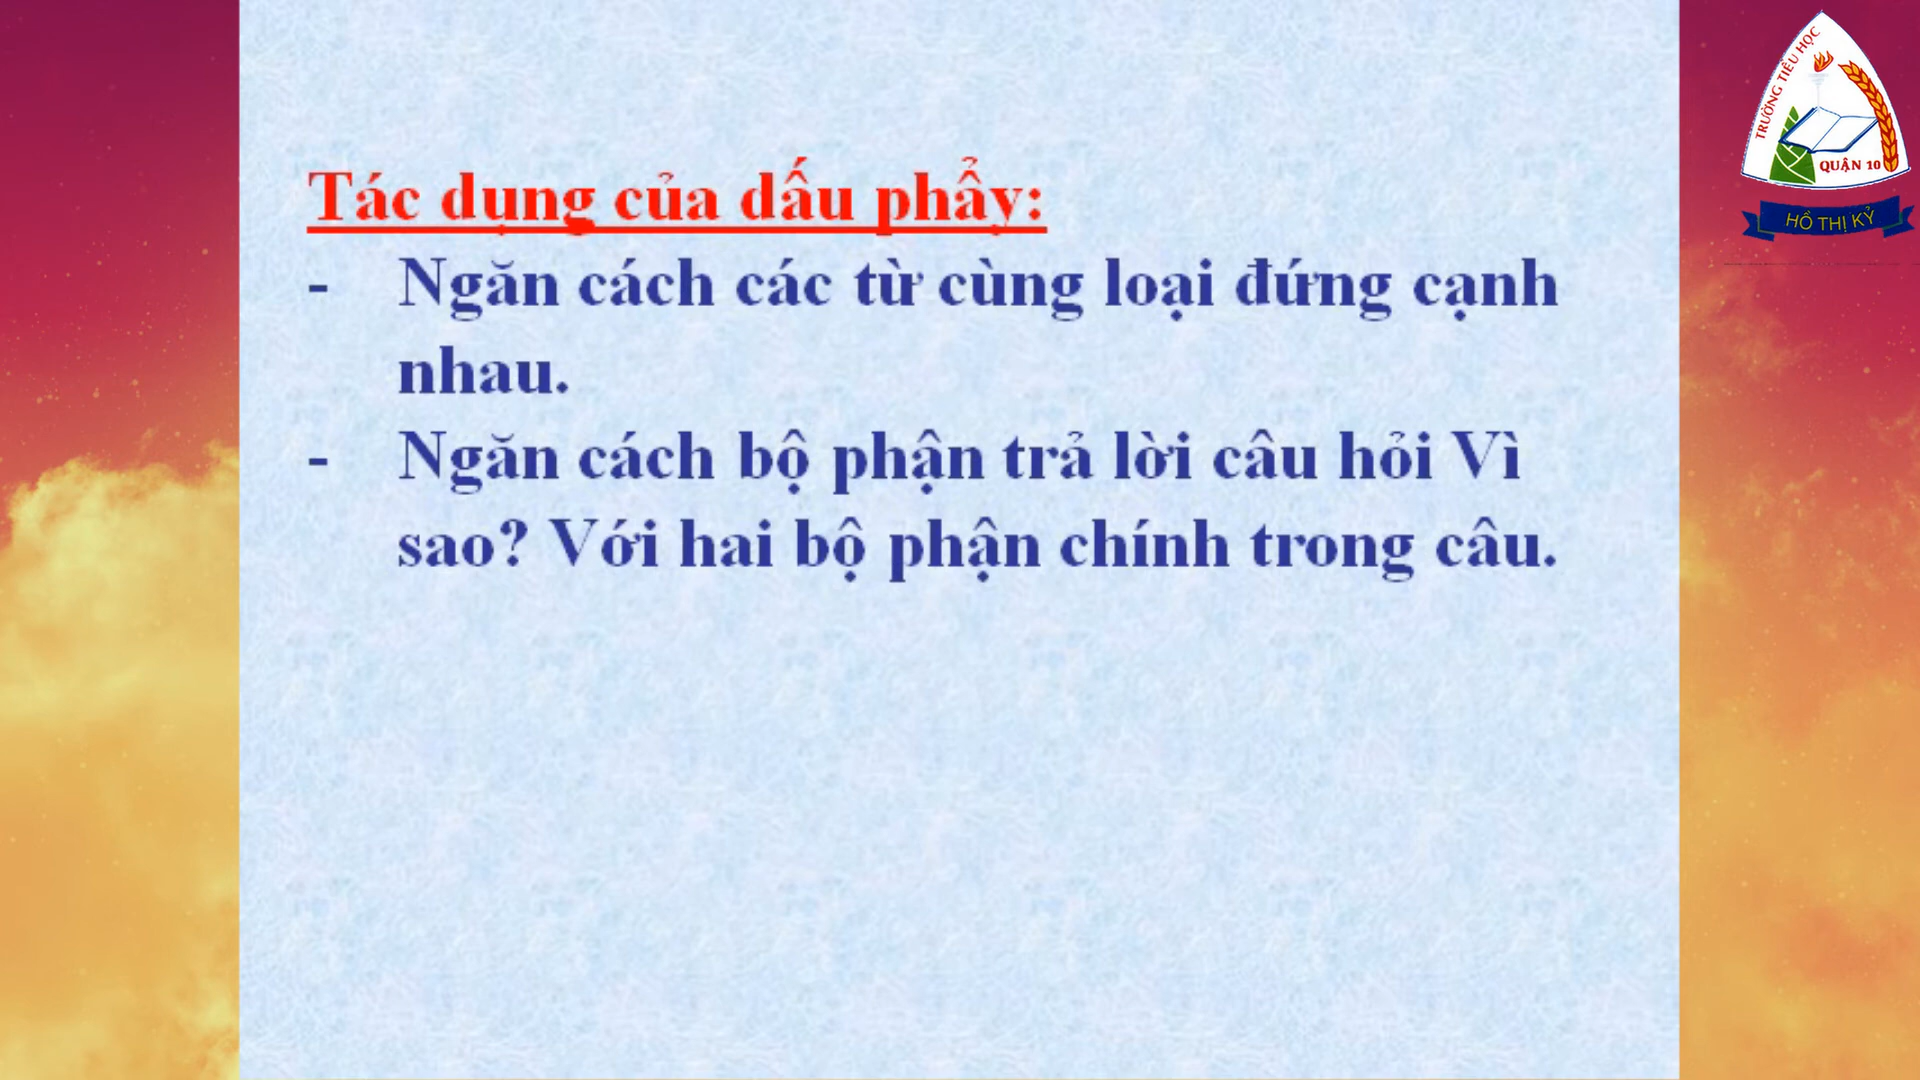 Tác dụng của dấu phẩy:
- Ngăn cách các từ cùng loại đứng cạnh
nhau.
- Ngăn cách bộ phận trả lời câu hỏi Vì
sao? Với hai bộ phận chính trong câu.
TRƯỜNG TIỂU HỌC
QUẬN 10
HỒ THỊ KỶ